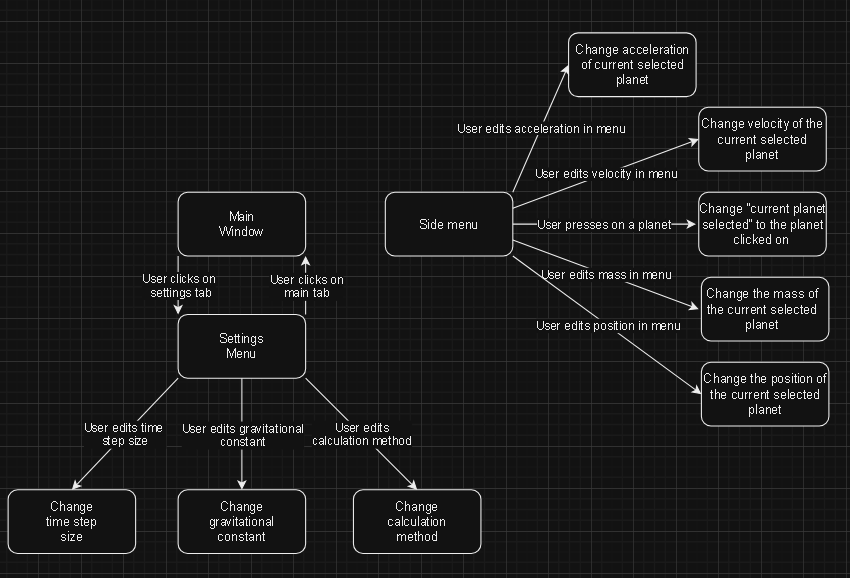 Change acceleration
of current selected
planet
User edits acceleration in menu
Change velocity of the
current selected
planet
User edits velocity in menu
Main
Window
Side menu
User presses on a planet
Change "current planet
selected" to the planet
clicked on
User clicks on
settings tab
User clicks on
main tab
User edits mass in menu
Change the mass of
the current selected
planet
User edits position in menu
Settings
Menu
Change the position of
the current selected
planet
User edits time
step size
User edits gravitational
constant
User edits
calculation method
Change
time step
size
Change
gravitational
constant
Change
calculation
method